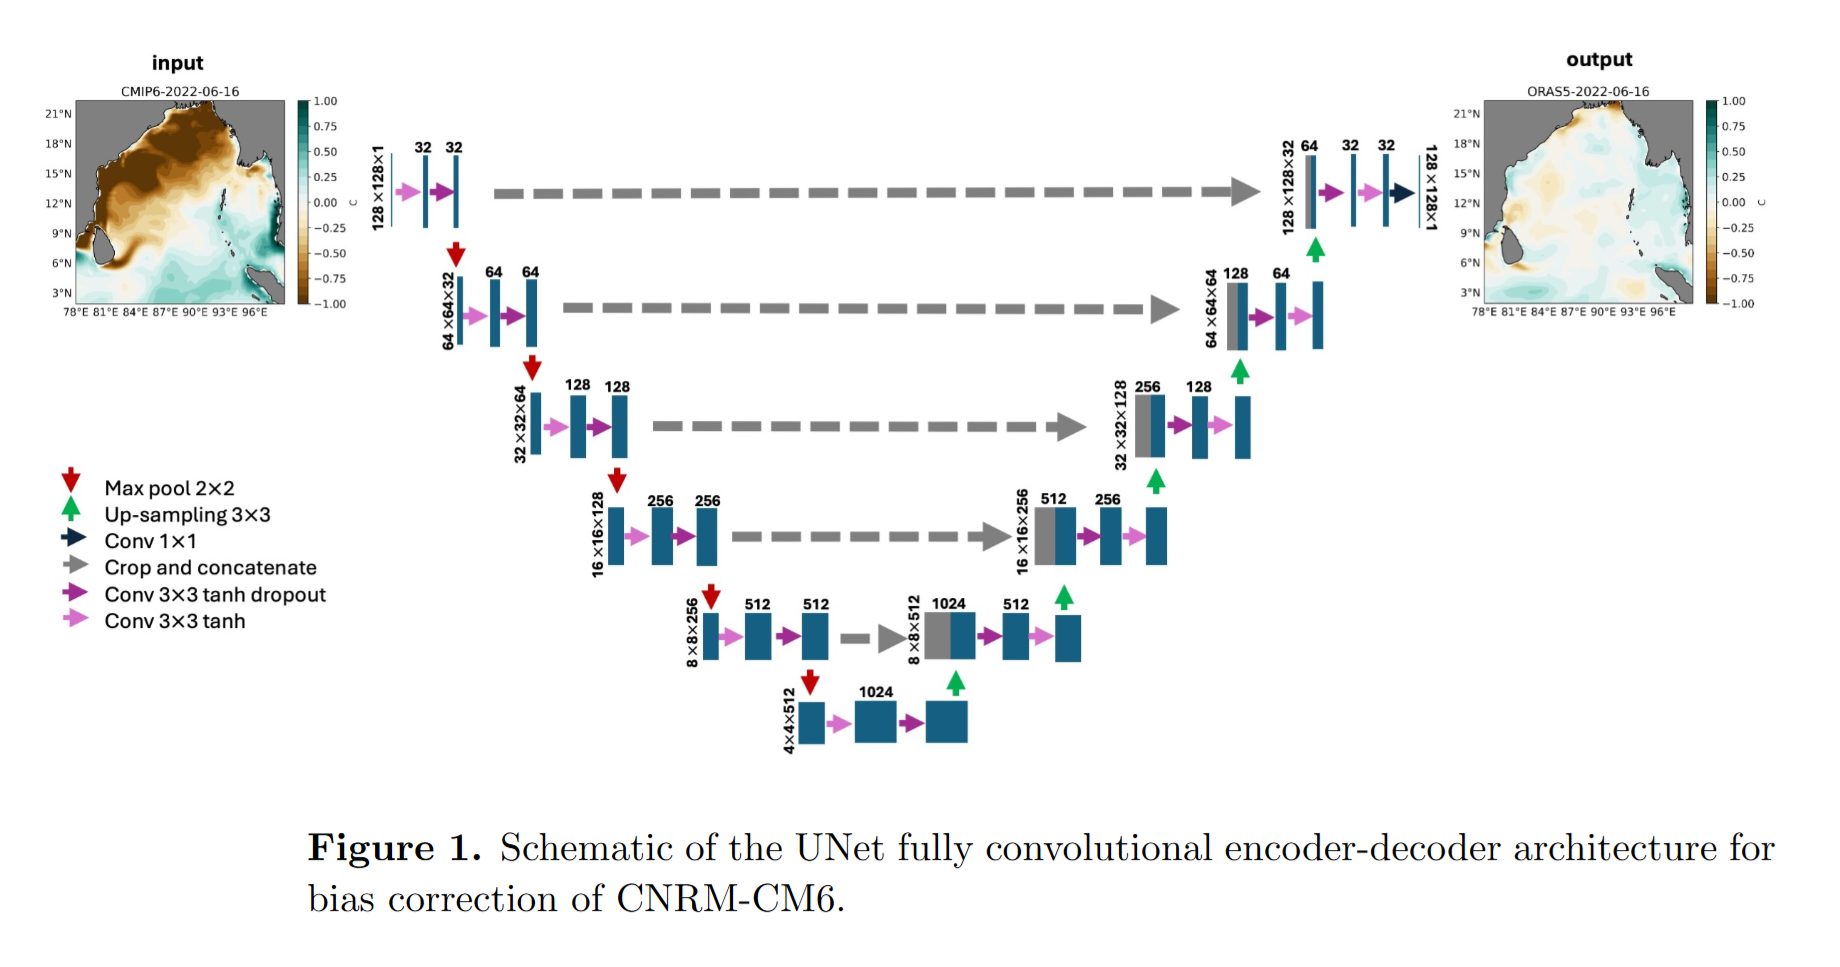 input
CMIP6-2022-06-16
21°N
18°N
15°N
12°N
9°N
6°N
3°N
78°E 81°E 84°E 87°E 90°E 93°E 96°E
1.00
0.75
0.50
0.25
0.00
−0.25
−0.50
−0.75
−1.00
C
128×128×1
32 32
64×64×32
64 64
32×32×64
128 128
16×16×128
256 256
8×8×256
512 512
4×4×512
1024
8×8×512
1024 512
16×16×256
512 256
32×32×128
256 128
64×64×64
128 64
128×128×32
64 32 32
128×128×1
output
ORAS5-2022-06-16
21°N
18°N
15°N
12°N
9°N
6°N
3°N
78°E 81°E 84°E 87°E 90°E 93°E 96°E
1.00
0.75
0.50
0.25
0.00
−0.25
−0.50
−0.75
−1.00
C
Max pool 2×2
Up-sampling 3×3
Conv 1×1
Crop and concatenate
Conv 3×3 tanh dropout
Conv 3×3 tanh
Figure 1. Schematic of the UNet fully convolutional encoder-decoder architecture for
bias correction of CNRM-CM6.